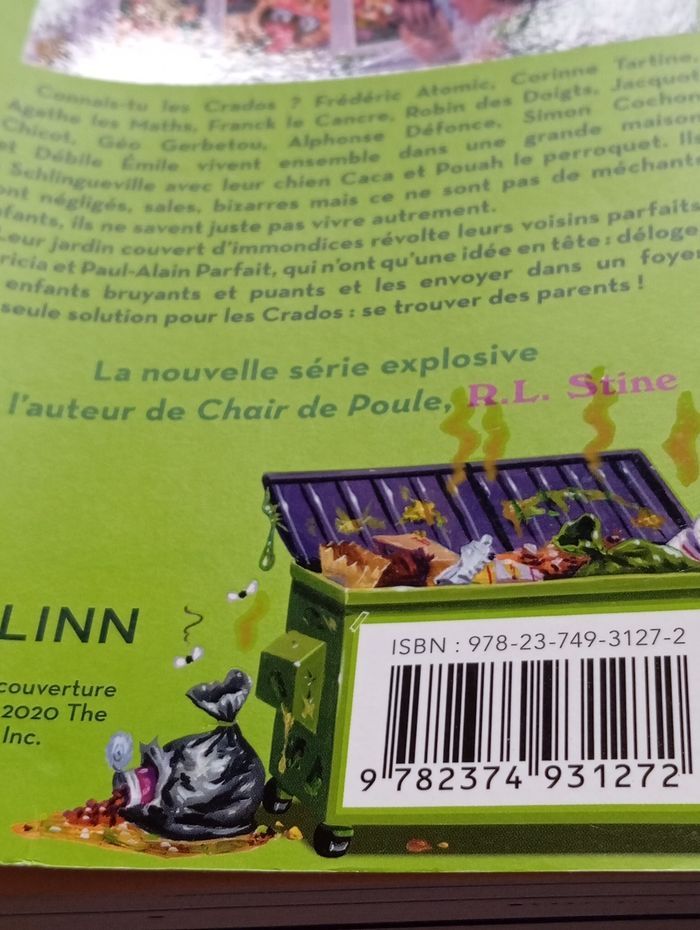 Connais-tu les Crados ? Frédéric Atomic, Corinne Tartine,
Agathe les Maths, Franck le Cancre, Robin des Doigts, Jacquot
Chicot, Géo Gerbetou, Alphonse Défonce, Simon Cochon
et Débile Émile vivent ensemble dans une grande maison
Schlingueville avec leur chien Caca et Pouah le perroquet. Ils
ont négligés, sales, bizarres mais ce ne sont pas de méchants
nfants, ils ne savent juste pas vivre autrement.
Leur jardin couvert d'immondices révolte leurs voisins parfaits
ricia et Paul-Alain Parfait, qui n'ont qu'une idée en tête : déloge
enfants bruyants et puants et les envoyer dans un foyer
seule solution pour les Crados : se trouver des parents !
La nouvelle série explosive
l'auteur de Chair de Poule, R.L. Stine
LINN
couverture
2020 The
Inc.
ISBN : 978-23-749-3127-2
9 782374 931272